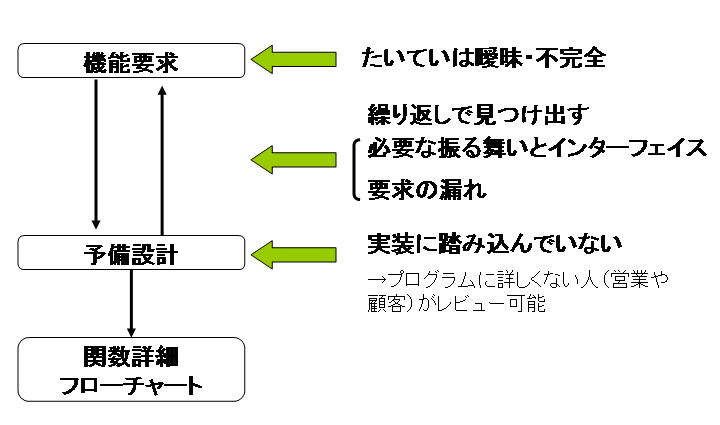 機能要求
たいていは曖昧・不完全
繰り返しで見つけ出す
必要な振る舞いとインターフェイス
要求の漏れ
予備設計
実装に踏み込んでいない
→プログラムに詳しくない人（営業や
顧客）がレビュー可能
関数詳細
フローチャート